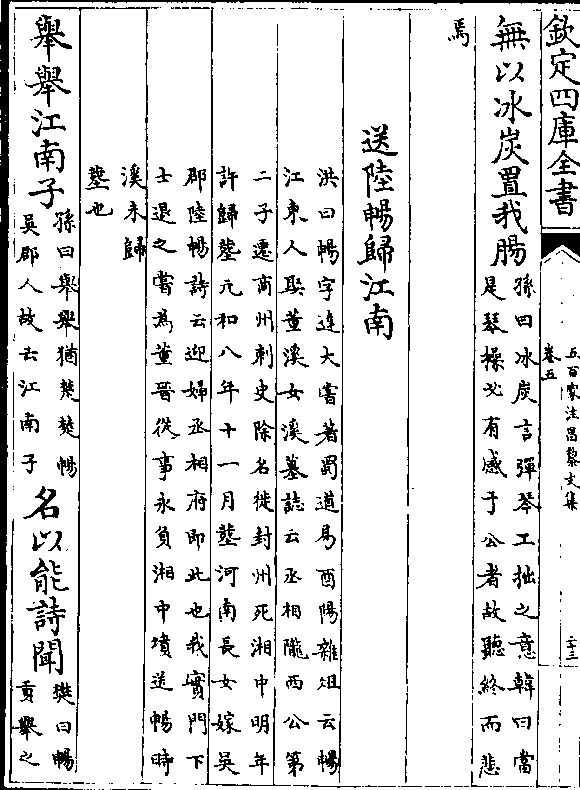 欽定四庫全書
五百家注昌黎文集
卷五
二十三
無以冰炭置我腸
孫曰冰炭言彈琴工拙之意韓曰當
是琴操必有感于公者故聽終而悲
焉
送陸暢歸江南
洪曰暢字達夫嘗著蜀道易酉陽雜俎云暢
江東人娶董溪女溪墓誌云丞相隴西公第
二子遷商州刺史除名徙封州死湘中明年
許歸塟元和八年十一月塟河南長女嫁吳
郡陸暢詩云迎婦丞相府即此也我實門下
士退之嘗為董晉從事永負湘中墳送暢時
溪未歸
塟也
舉舉江南子
孫曰舉舉猶楚楚暢
吳郡人故云江南子
名以能詩聞
樊曰暢
貢舉之